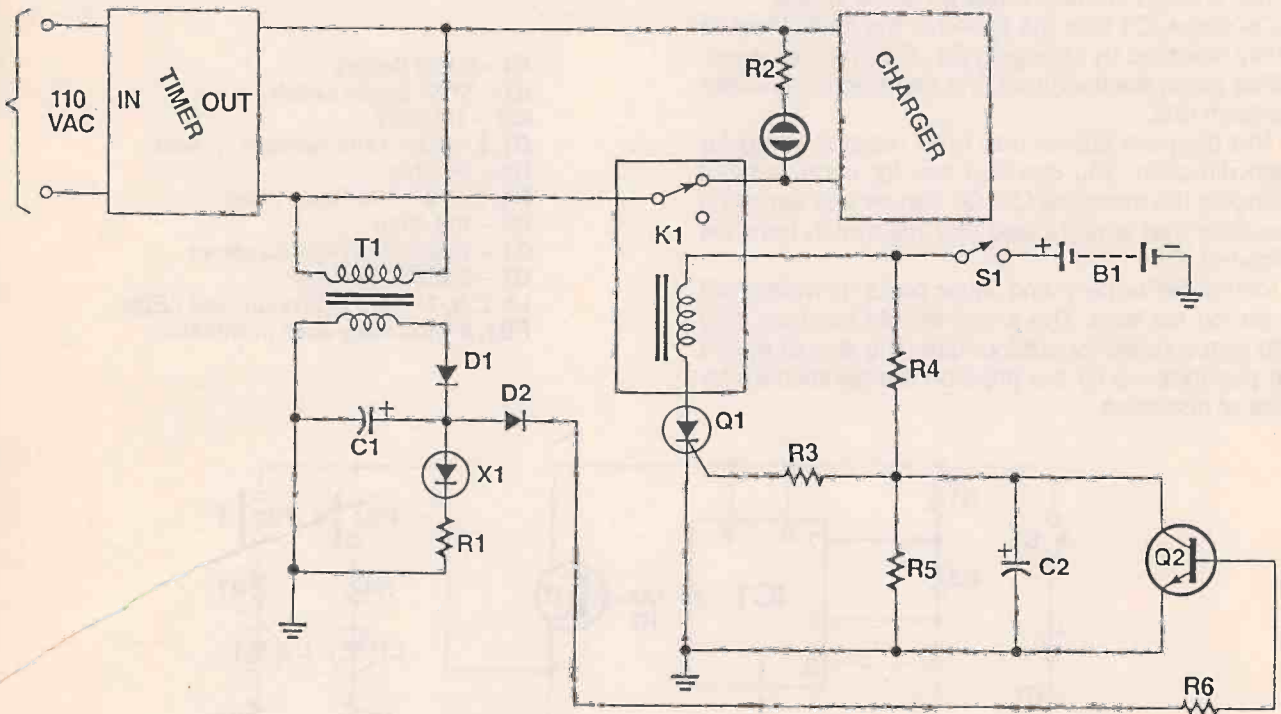 110
VAC
IN
TIMER
OUT
R2
CHARGER
K1
S1
+
B1
−
T1
D1
D2
C1
+
X1
R1
Q1
R3
R4
R5
+
C2
Q2
R6